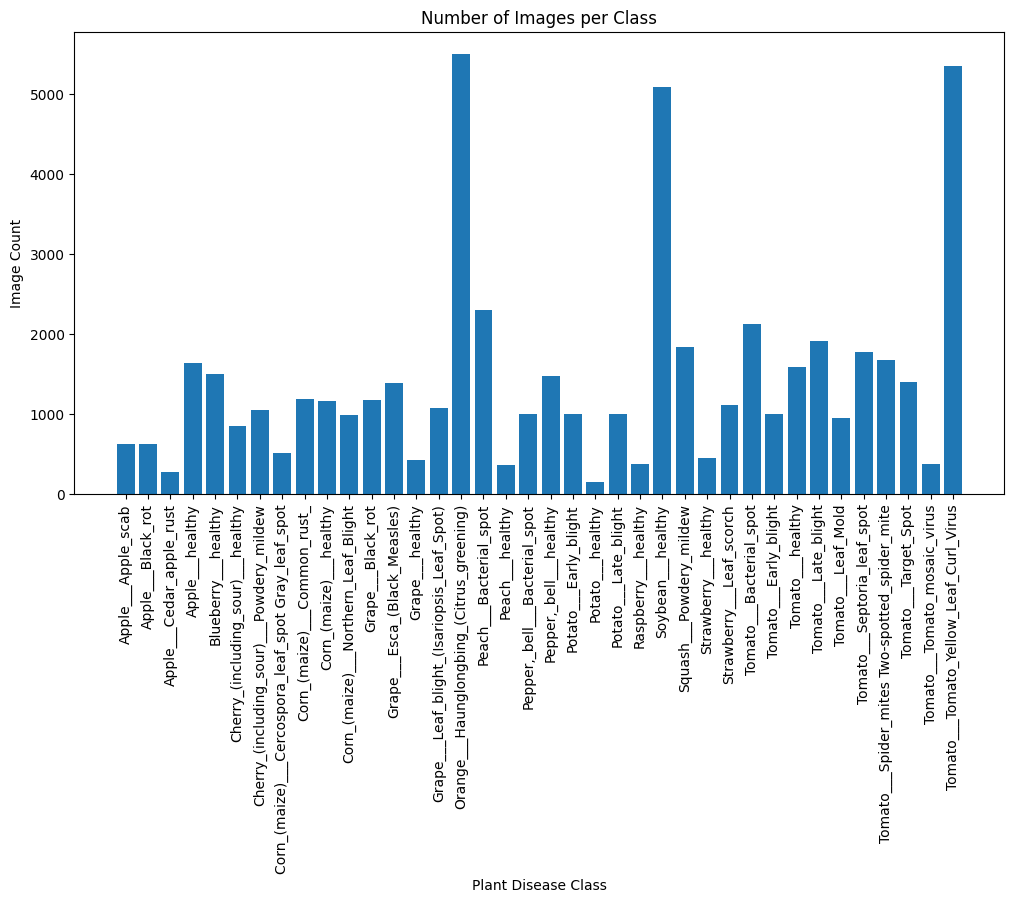 Number of Images per Class
Image Count
5000
4000
3000
2000
1000
0
Apple___Apple_scab
Apple___Black_rot
Apple___Cedar_apple_rust
Apple___healthy
Blueberry___healthy
Cherry_(including_sour)___healthy
Cherry_(including_sour)___Powdery_mildew
Corn_(maize)___Cercospora_leaf_spot Gray_leaf_spot
Corn_(maize)___Common_rust_
Corn_(maize)___healthy
Corn_(maize)___Northern_Leaf_Blight
Grape___Black_rot
Grape___Esca_(Black_Measles)
Grape___healthy
Grape___Leaf_blight_(Isariopsis_Leaf_Spot)
Orange___Haunglongbing_(Citrus_greening)
Peach___Bacterial_spot
Peach___healthy
Pepper,_bell___Bacterial_spot
Pepper,_bell___healthy
Potato___Early_blight
Potato___healthy
Potato___Late_blight
Raspberry___healthy
Soybean___healthy
Squash___Powdery_mildew
Strawberry___healthy
Strawberry___Leaf_scorch
Tomato___Bacterial_spot
Tomato___Early_blight
Tomato___healthy
Tomato___Late_blight
Tomato___Leaf_Mold
Tomato___Septoria_leaf_spot
Tomato___Spider_mites Two-spotted_spider_mite
Tomato___Target_Spot
Tomato___Tomato_mosaic_virus
Tomato___Tomato_Yellow_Leaf_Curl_Virus
Plant Disease Class